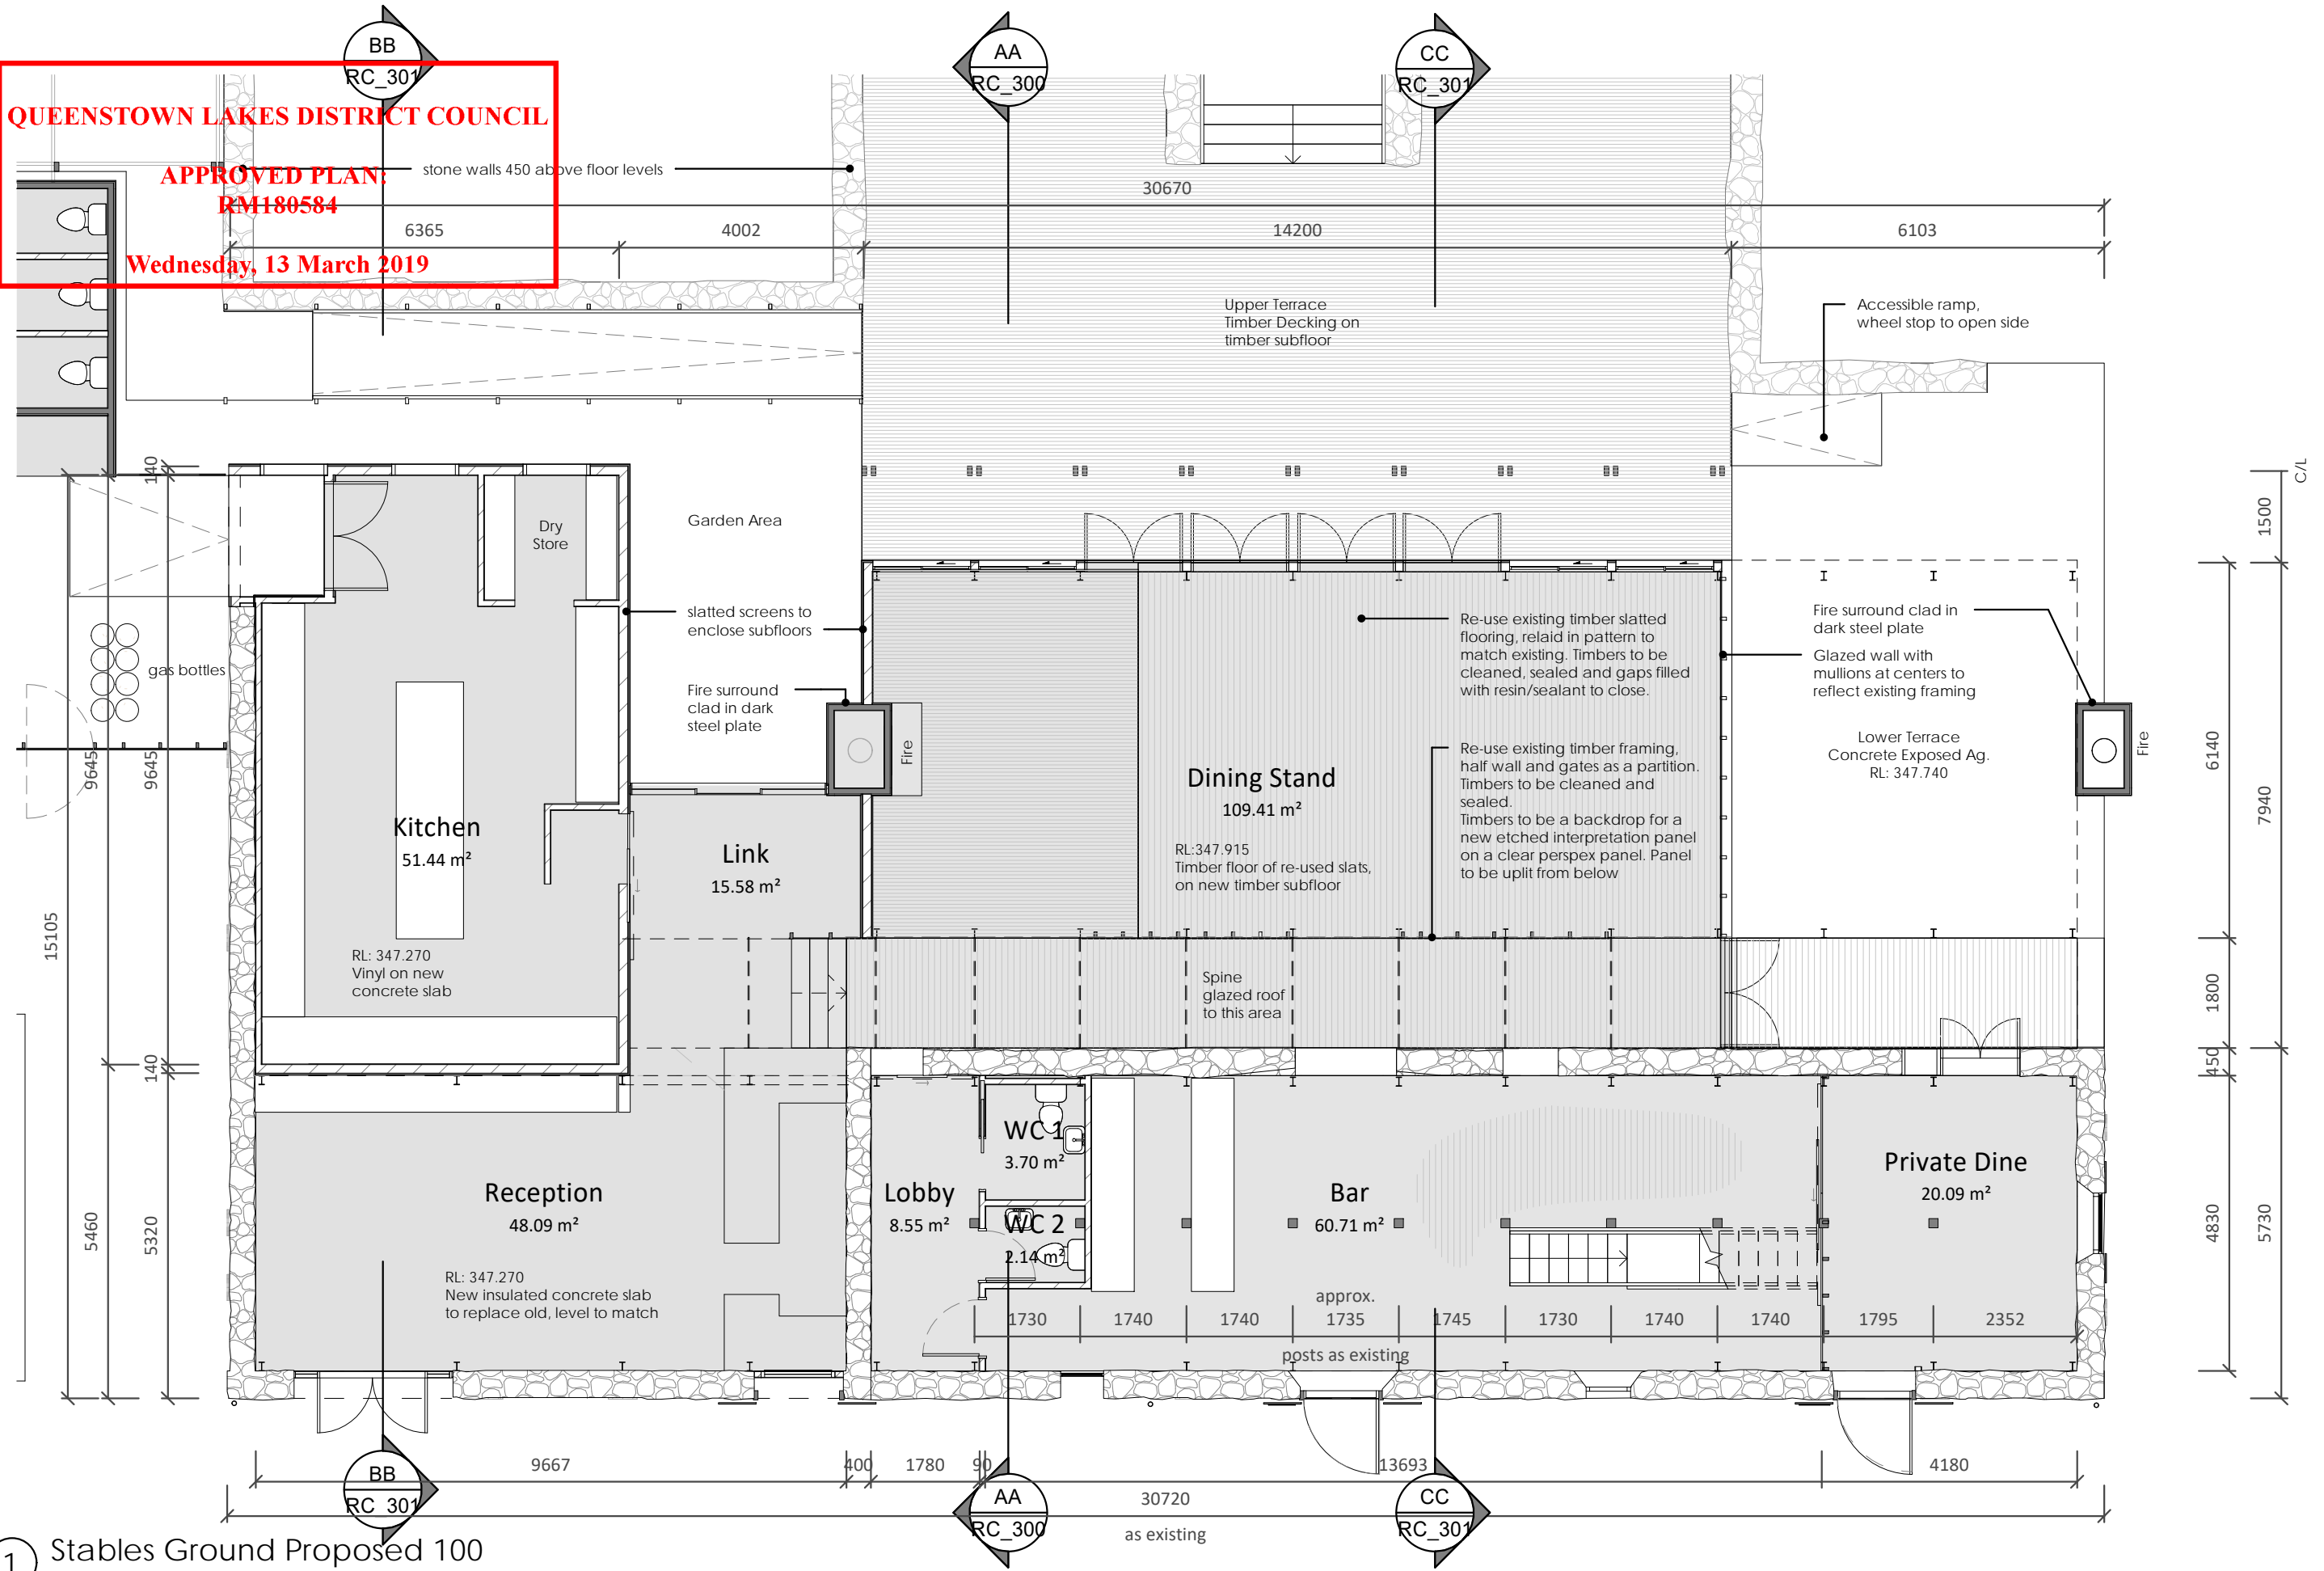 BB
RC_301
AA
RC_300
CC
RC_301
QUEENSTOWN LAKES DISTRICT COUNCIL
APPROVED PLAN:
RM180584
Wednesday, 13 March 2019
stone walls 450 above floor levels
30670
6365
4002
14200
6103
Upper Terrace
Timber Decking on
timber subfloor
Accessible ramp,
wheel stop to open side
C/L
140
1500
Dry
Store
Garden Area
slatted screens to
enclose subfloors
Re-use existing timber slatted
flooring, relaid in pattern to
match existing. Timbers to be
cleaned, sealed and gaps filled
with resin/sealant to close.
Fire surround clad in
dark steel plate
Glazed wall with
mullions at centers to
reflect existing framing
gas bottles
Fire surround
clad in dark
steel plate
Fire
Re-use existing timber framing,
half wall and gates as a partition.
Timbers to be cleaned and
sealed.
Timbers to be a backdrop for a
new etched interpretation panel
on a clear perspex panel. Panel
to be uplit from below
Lower Terrace
Concrete Exposed Ag.
RL: 347.740
Fire
9645
9645
6140
7940
Dining Stand
109.41 m²
RL:347.915
Timber floor of re-used slats,
on new timber subfloor
Kitchen
51.44 m²
Link
15.58 m²
15105
RL: 347.270
Vinyl on new
concrete slab
Spine
glazed roof
to this area
1800
140
450
WC 1
3.70 m²
Reception
48.09 m²
Lobby
8.55 m²
WC 2
2.14 m²
Bar
60.71 m²
Private Dine
20.09 m²
5460
5320
4830
5730
RL: 347.270
New insulated concrete slab
to replace old, level to match
approx.
1730
1740
1740
1735
1745
1730
1740
1740
1795
2352
posts as existing
9667
400
1780
90
13693
4180
BB
RC_301
AA
RC_300
CC
RC_301
30720
as existing
1
Stables Ground Proposed 100